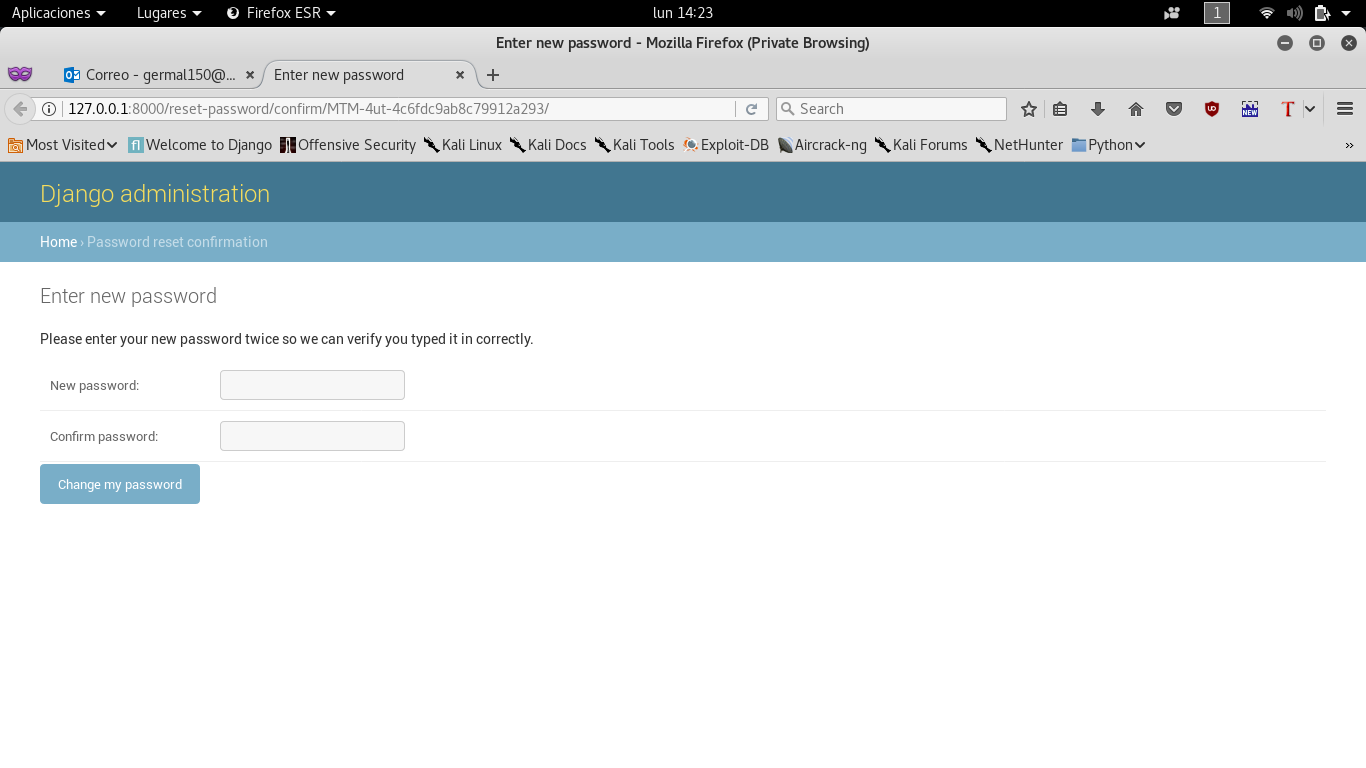 Aplicaciones Lugares Firefox ESR lun 14:23 1
Enter new password - Mozilla Firefox (Private Browsing)
Correo - germal150@... Enter new password
127.0.0.1:8000/reset-password/confirm/MTM-4ut-4c6fdc9ab8c79912a293/ Search
Most Visited Welcome to Django Offensive Security Kali Linux Kali Docs Kali Tools Exploit-DB Aircrack-ng Kali Forums NetHunter Python »
Django administration
Home › Password reset confirmation
Enter new password
Please enter your new password twice so we can verify you typed it in correctly.
New password:
Confirm password:
Change my password